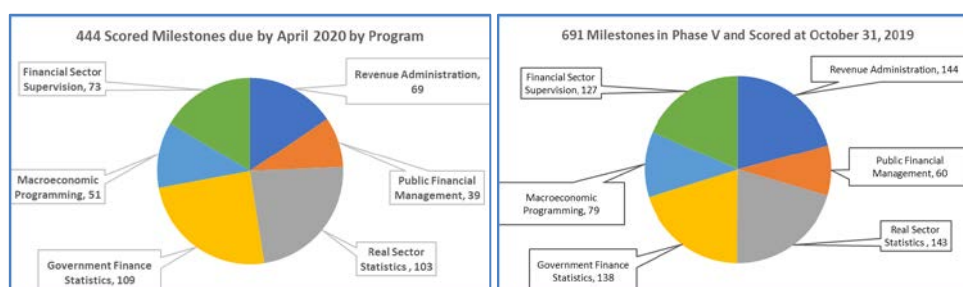 444 Scored Milestones due by April 2020 by Program
Financial Sector
Supervision, 73
Revenue Administration,
69
Macroeconomic
Programming, 51
Public Financial
Management, 39
Government Finance
Statistics, 109
Real Sector
Statistics , 103
691 Milestones in Phase V and Scored at October 31, 2019
Financial Sector
Supervision, 127
Revenue Administration, 144
Macroeconomic
Programming, 79
Public Financial
Management, 60
Government Finance
Statistics, 138
Real Sector
Statistics, 143